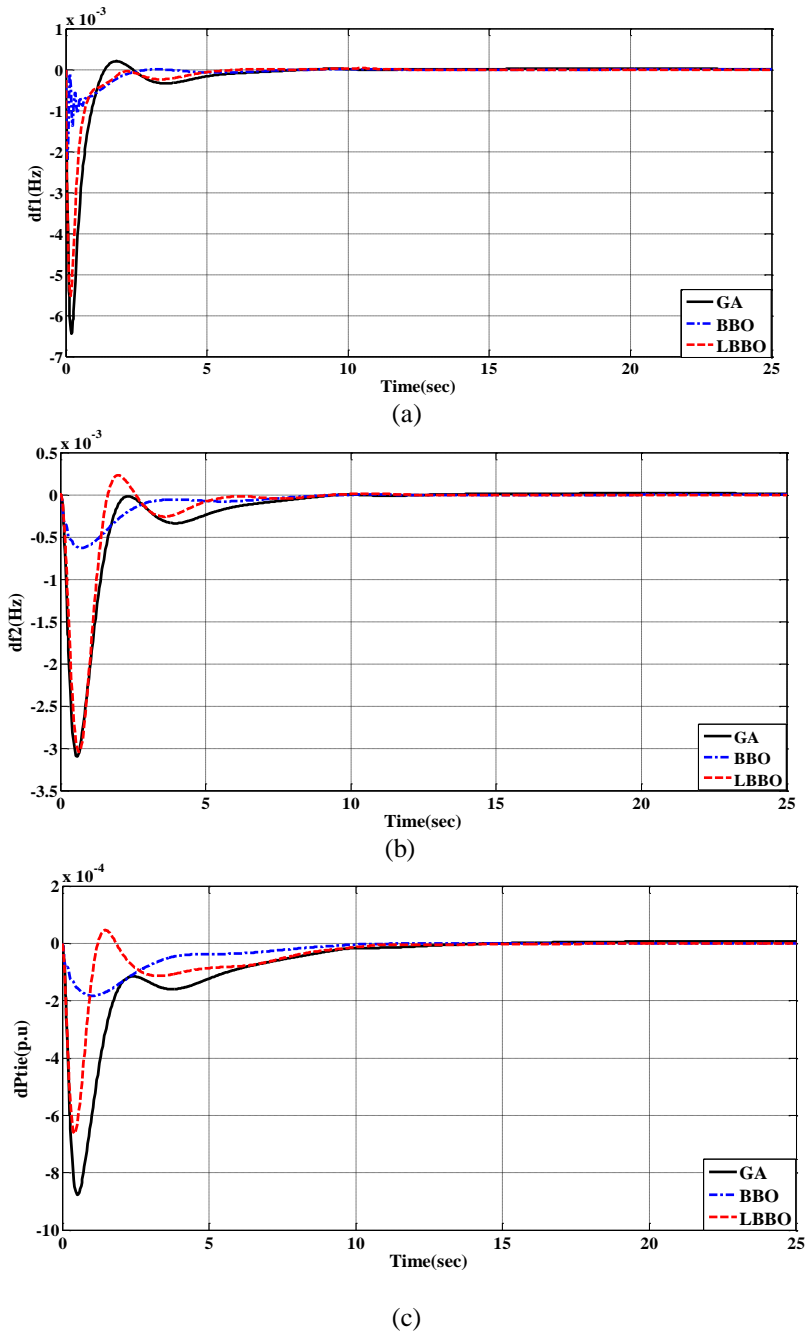 x 10-3
1
0
-1
-2
-3
-4
-5
-6
-7
df1(Hz)
0 5 10 15 20 25
Time(sec)
GA
BBO
LBBO
(a)
x 10-3
0.5
0
-0.5
-1
-1.5
-2
-2.5
-3
-3.5
df2(Hz)
0 5 10 15 20 25
Time(sec)
GA
BBO
LBBO
(b)
x 10-4
2
0
-2
-4
-6
-8
-10
dPtie(p.u)
0 5 10 15 20 25
Time(sec)
GA
BBO
LBBO
(c)